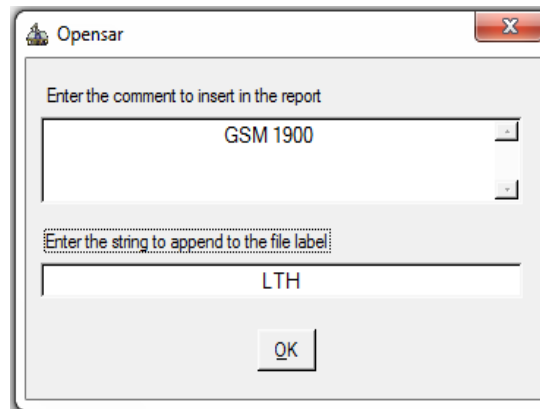 Opensar
Enter the comment to insert in the report
GSM 1900
Enter the string to append to the file label
LTH
OK